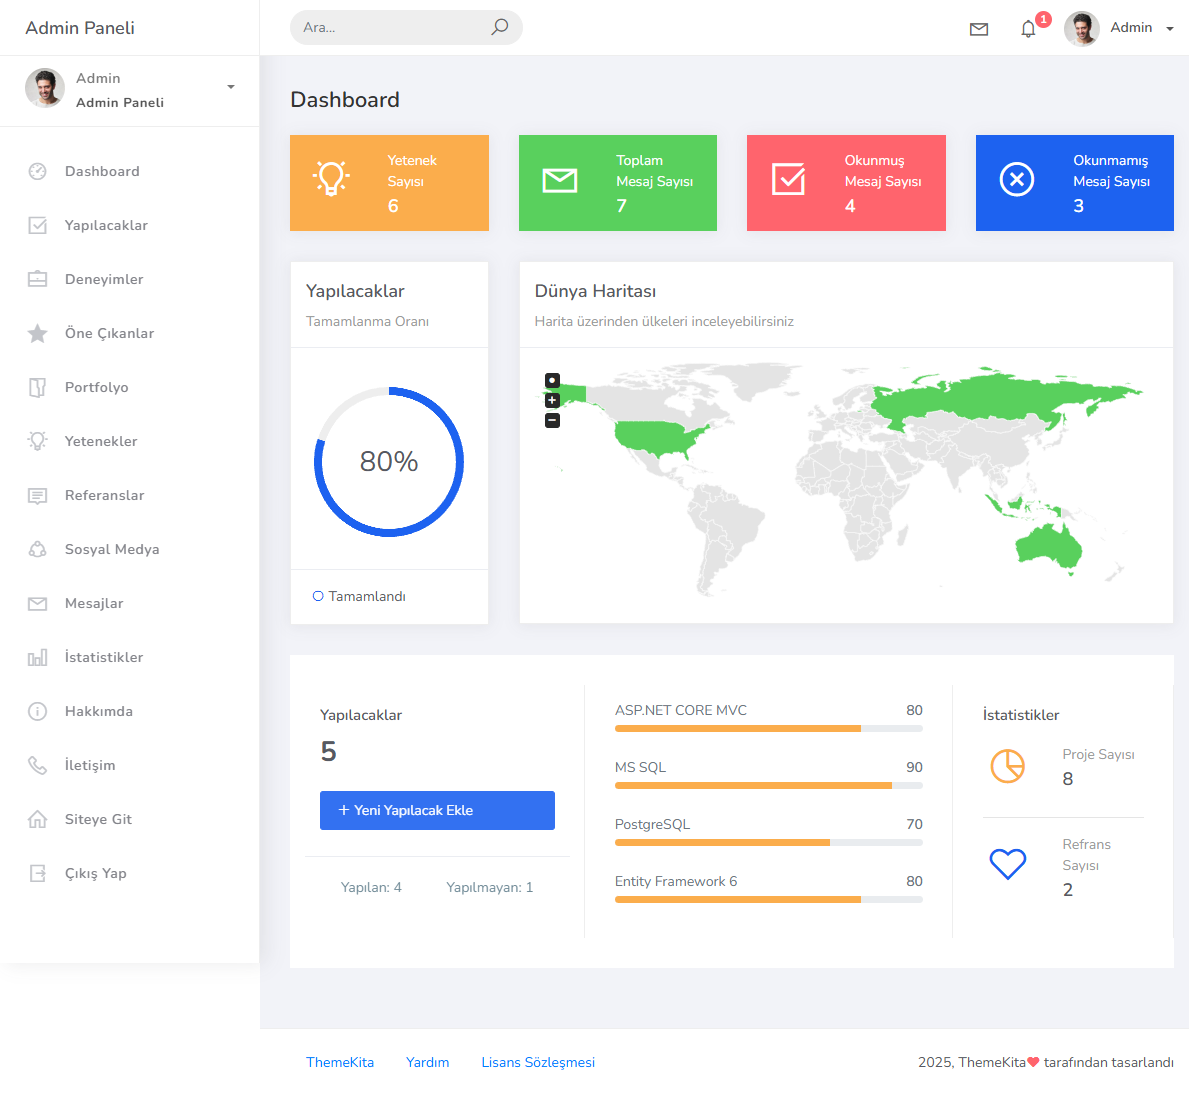 Admin Paneli
Ara...
1
Admin
Admin
Admin Paneli
Dashboard
Yapılacaklar
Deneyimler
Öne Çıkanlar
Portfolyo
Yetenekler
Referanslar
Sosyal Medya
Mesajlar
İstatistikler
Hakkımda
İletişim
Siteye Git
Çıkış Yap
Dashboard
Yetenek
Sayısı
6
Toplam
Mesaj Sayısı
7
Okunmuş
Mesaj Sayısı
4
Okunmamış
Mesaj Sayısı
3
Yapılacaklar
Tamamlanma Oranı
80%
Tamamlandı
Dünya Haritası
Harita üzerinden ülkeleri inceleyebilirsiniz
Yapılacaklar
5
+ Yeni Yapılacak Ekle
Yapılan: 4 Yapılmayan: 1
ASP.NET CORE MVC 80
MS SQL 90
PostgreSQL 70
Entity Framework 6 80
İstatistikler
Proje Sayısı
8
Refrans
Sayısı
2
ThemeKita Yardım Lisans Sözleşmesi
2025, ThemeKita❤ tarafından tasarlandı